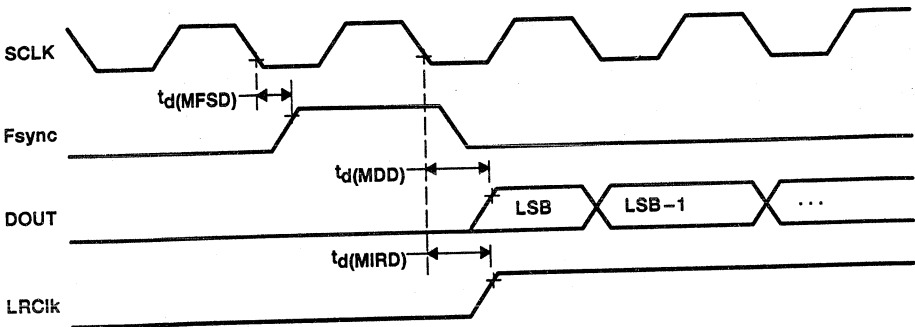 SCLK
td(MFSD)
Fsync
td(MDD)
DOUT
LSB
LSB-1
...
td(MIRD)
LRClk